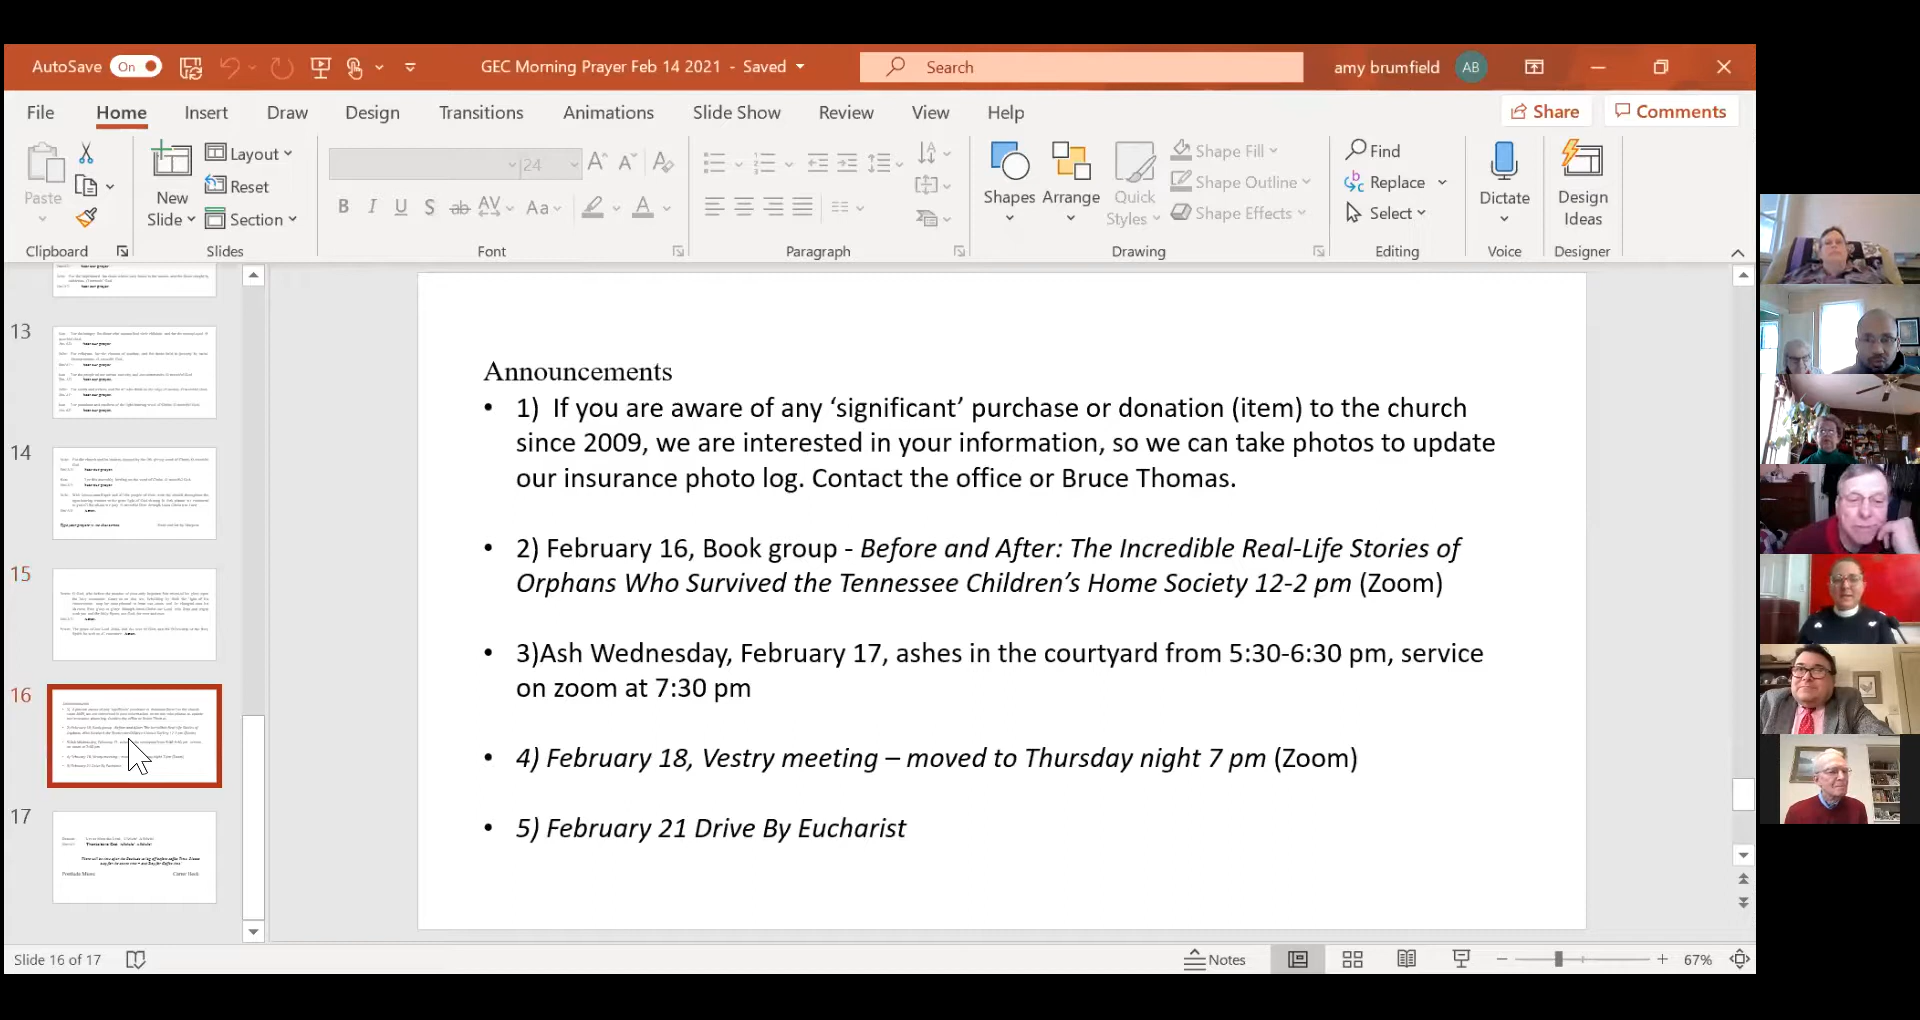 AutoSave On
GEC Morning Prayer Feb 14 2021 - Saved
Search
amy brumfield AB
File Home Insert Draw Design Transitions Animations Slide Show Review View Help
Share Comments
Paste
New
Slide
Layout
Reset
Section
24
B I U S ab AV Aa A
Shapes
Arrange
Quick
Styles
Shape Fill
Shape Outline
Shape Effects
Find
Replace
Select
Dictate
Design
Ideas
Clipboard Slides Font Paragraph Drawing Editing Voice Designer
13
14
15
16
17
Announcements
• 1) If you are aware of any ‘significant’ purchase or donation (item) to the church
since 2009, we are interested in your information, so we can take photos to update
our insurance photo log. Contact the office or Bruce Thomas.
• 2) February 16, Book group - Before and After: The Incredible Real-Life Stories of
Orphans Who Survived the Tennessee Children’s Home Society 12-2 pm (Zoom)
• 3)Ash Wednesday, February 17, ashes in the courtyard from 5:30-6:30 pm, service
on zoom at 7:30 pm
• 4) February 18, Vestry meeting – moved to Thursday night 7 pm (Zoom)
• 5) February 21 Drive By Eucharist
Slide 16 of 17
Notes
67%